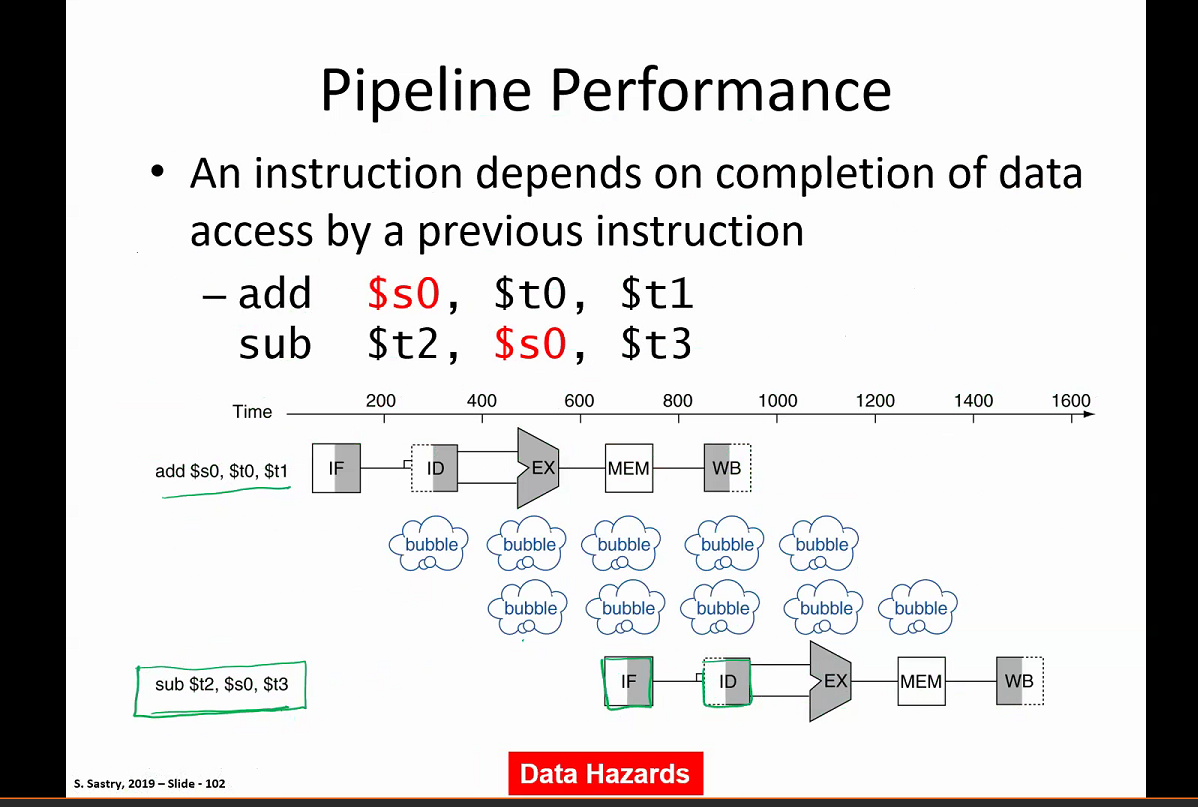 Pipeline Performance
• An instruction depends on completion of data
access by a previous instruction
– add $s0, $t0, $t1
sub $t2, $s0, $t3
Time 200 400 600 800 1000 1200 1400 1600
add $s0, $t0, $t1 IF ID EX MEM WB
bubble bubble bubble bubble bubble
bubble bubble bubble bubble bubble
sub $t2, $s0, $t3 IF ID EX MEM WB
Data Hazards
S. Sastry, 2019 – Slide - 102